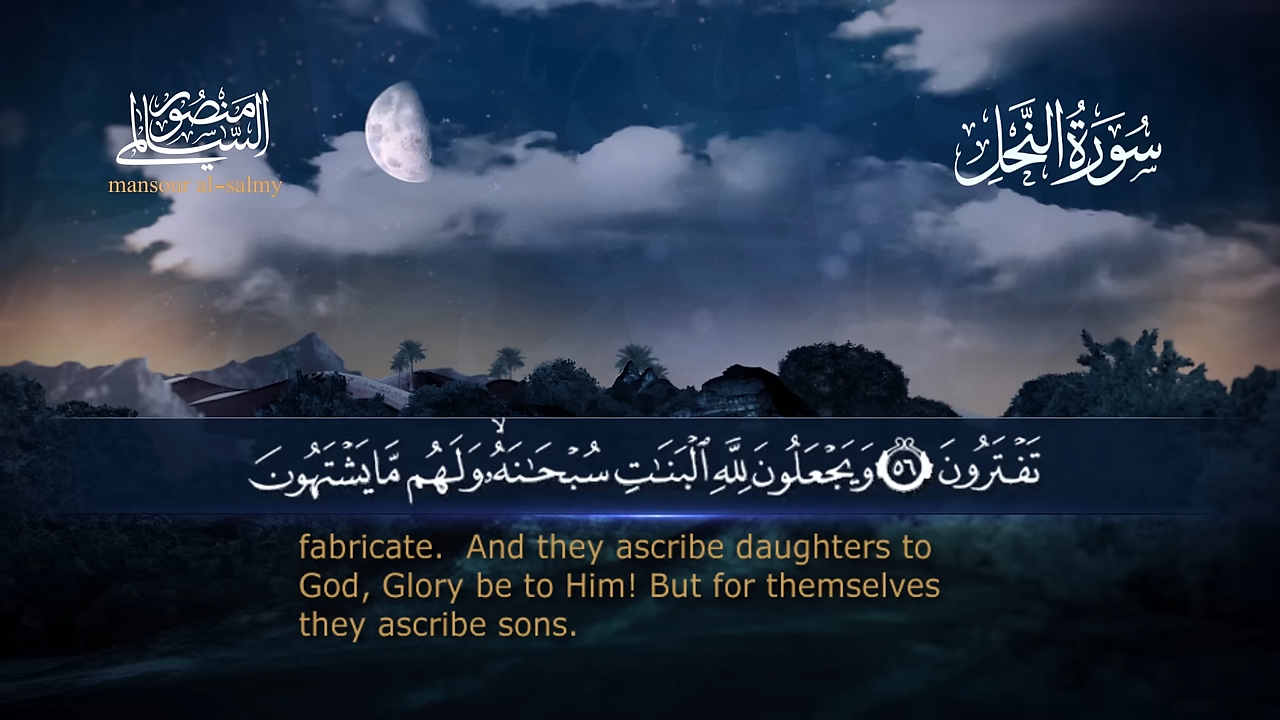 منصور
السالمي
mansour al-salmy
سُورَةُ النَّحْلِ
تَفْتَرُونَ ٥٦ وَيَجْعَلُونَ لِلَّهِ ٱلْبَنَـٰتِ سُبْحَـٰنَهُۥ ۙ وَلَهُم مَّا يَشْتَهُونَ
fabricate. And they ascribe daughters to
God, Glory be to Him! But for themselves
they ascribe sons.